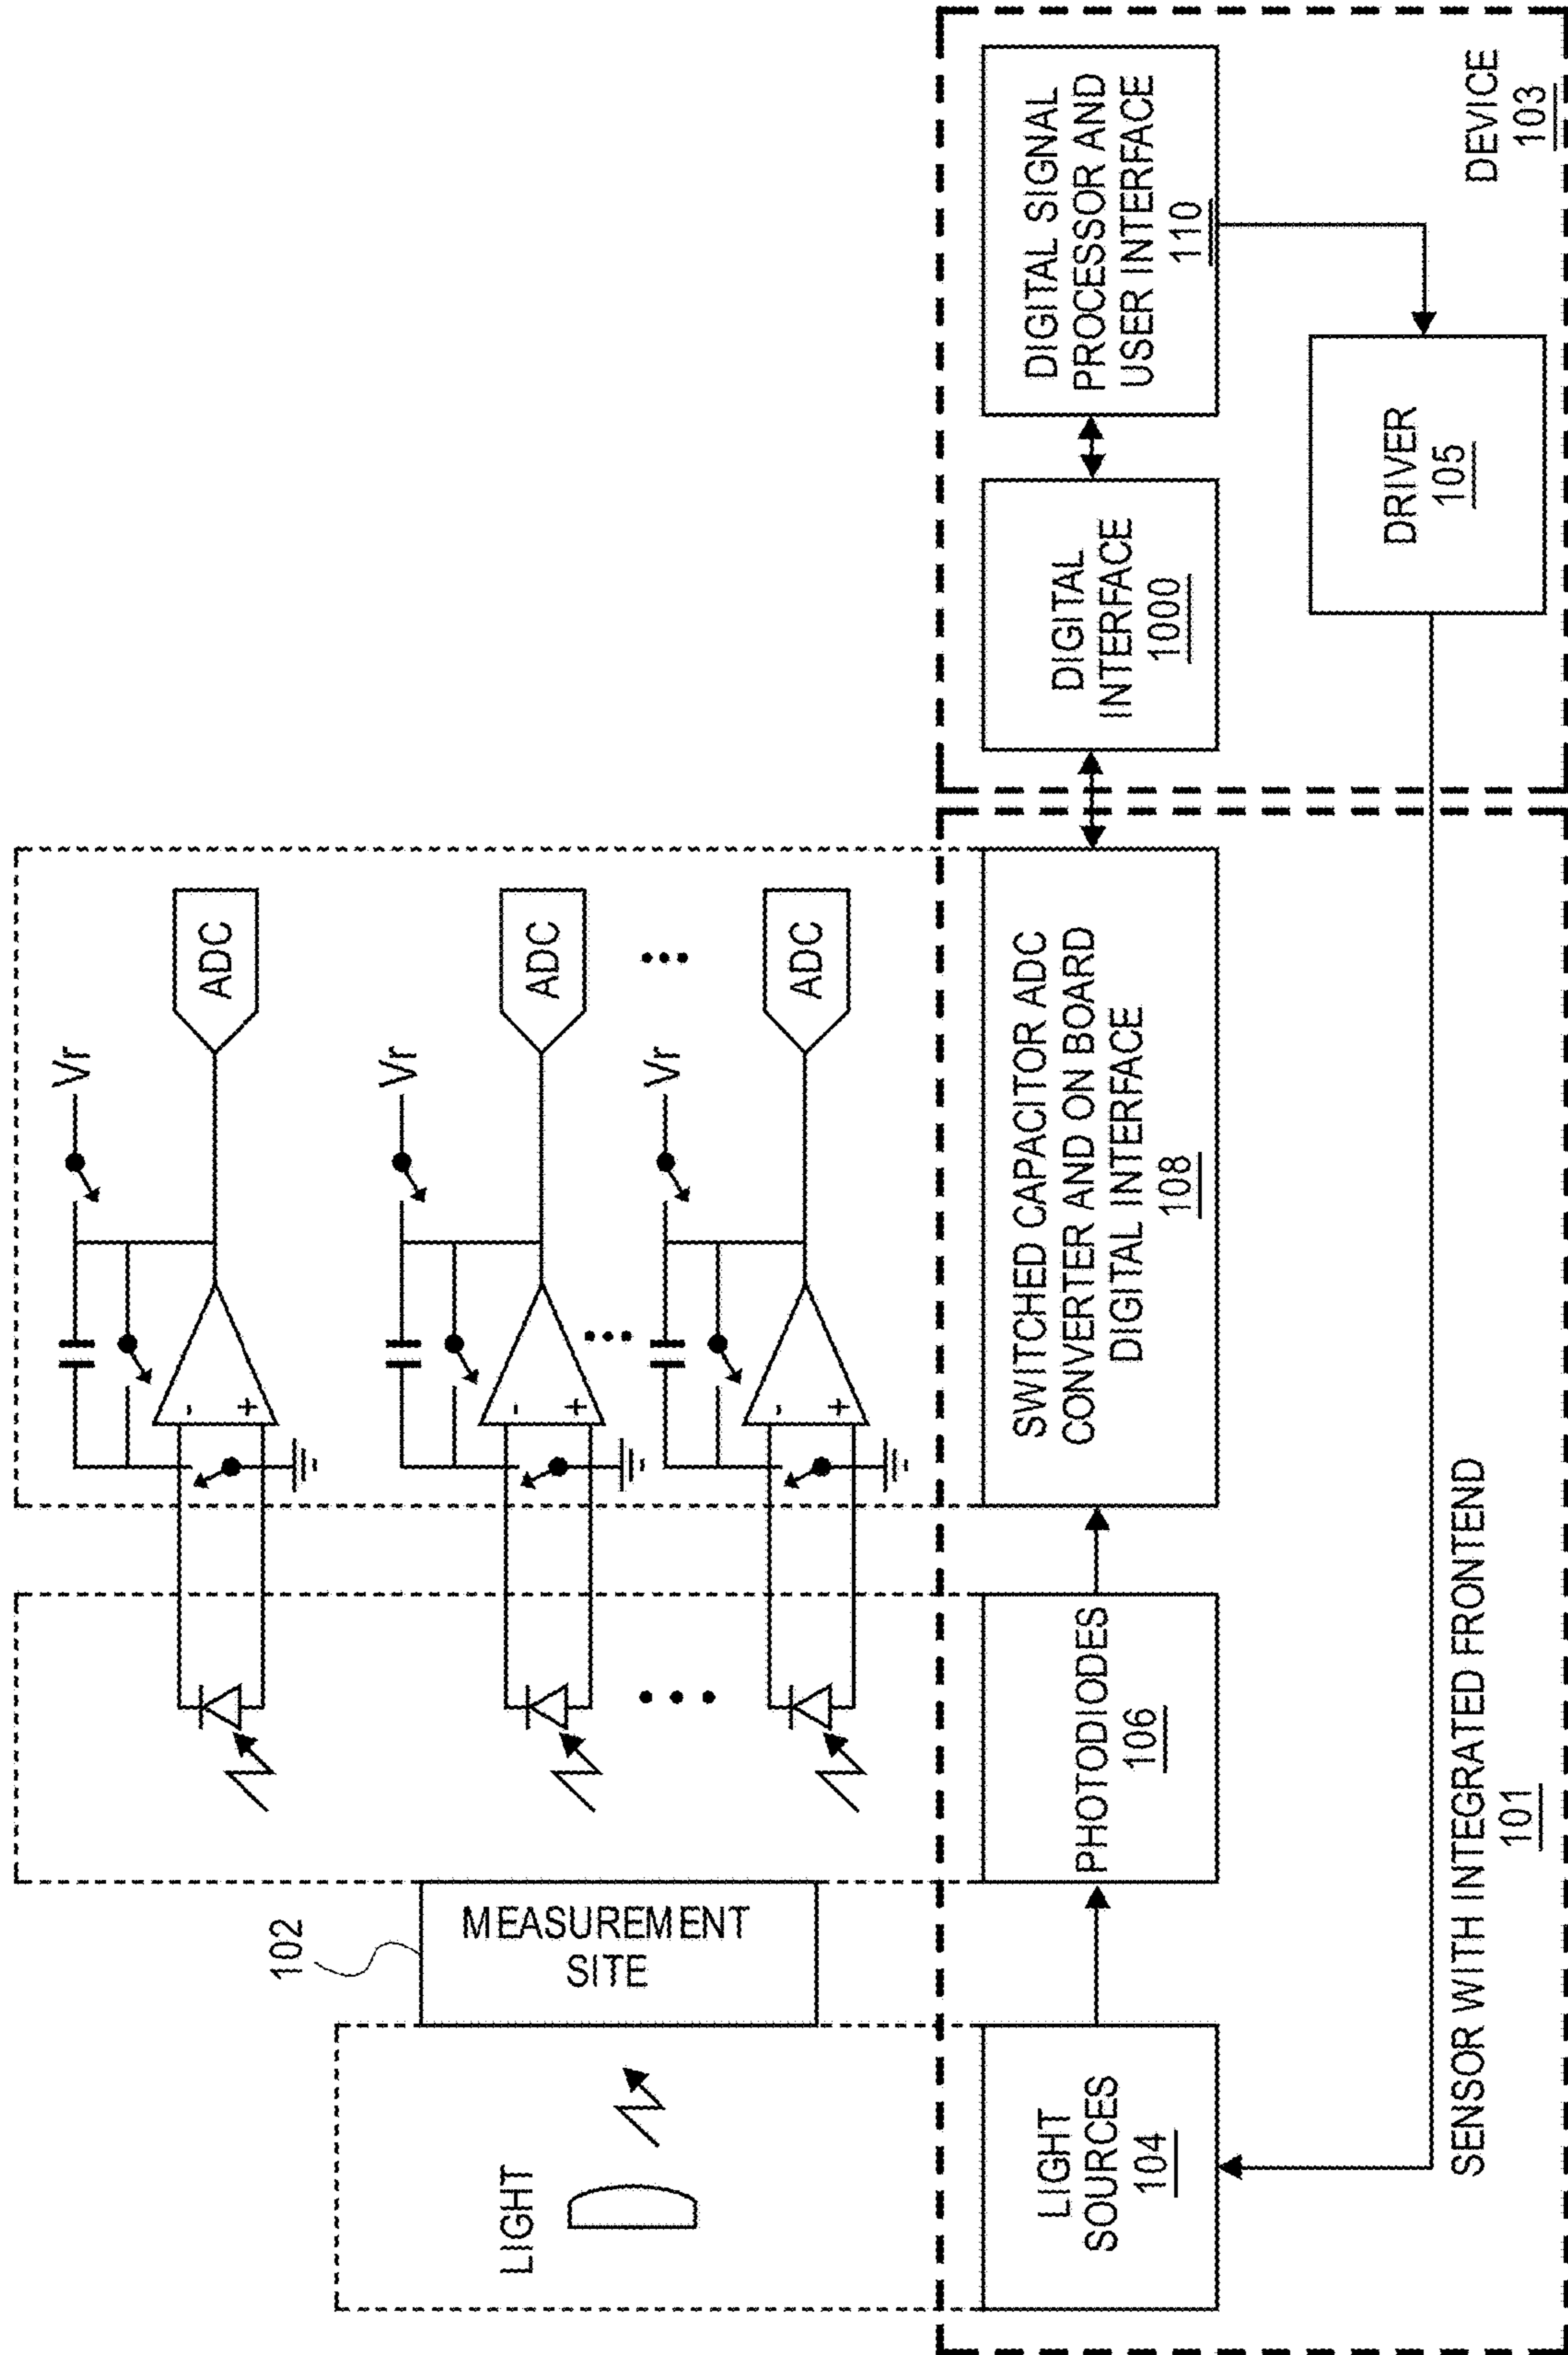 Vr
ADC
Vr
ADC
Vr
ADC
-
+
-
+
-
+
102
MEASUREMENT
SITE
LIGHT
LIGHT
SOURCES
104
PHOTODIODES
106
SWITCHED CAPACITOR ADC
CONVERTER AND ON BOARD
DIGITAL INTERFACE
108
DIGITAL
INTERFACE
1000
DIGITAL SIGNAL
PROCESSOR AND
USER INTERFACE
110
DRIVER
105
DEVICE
103
SENSOR WITH INTEGRATED FRONTEND
101